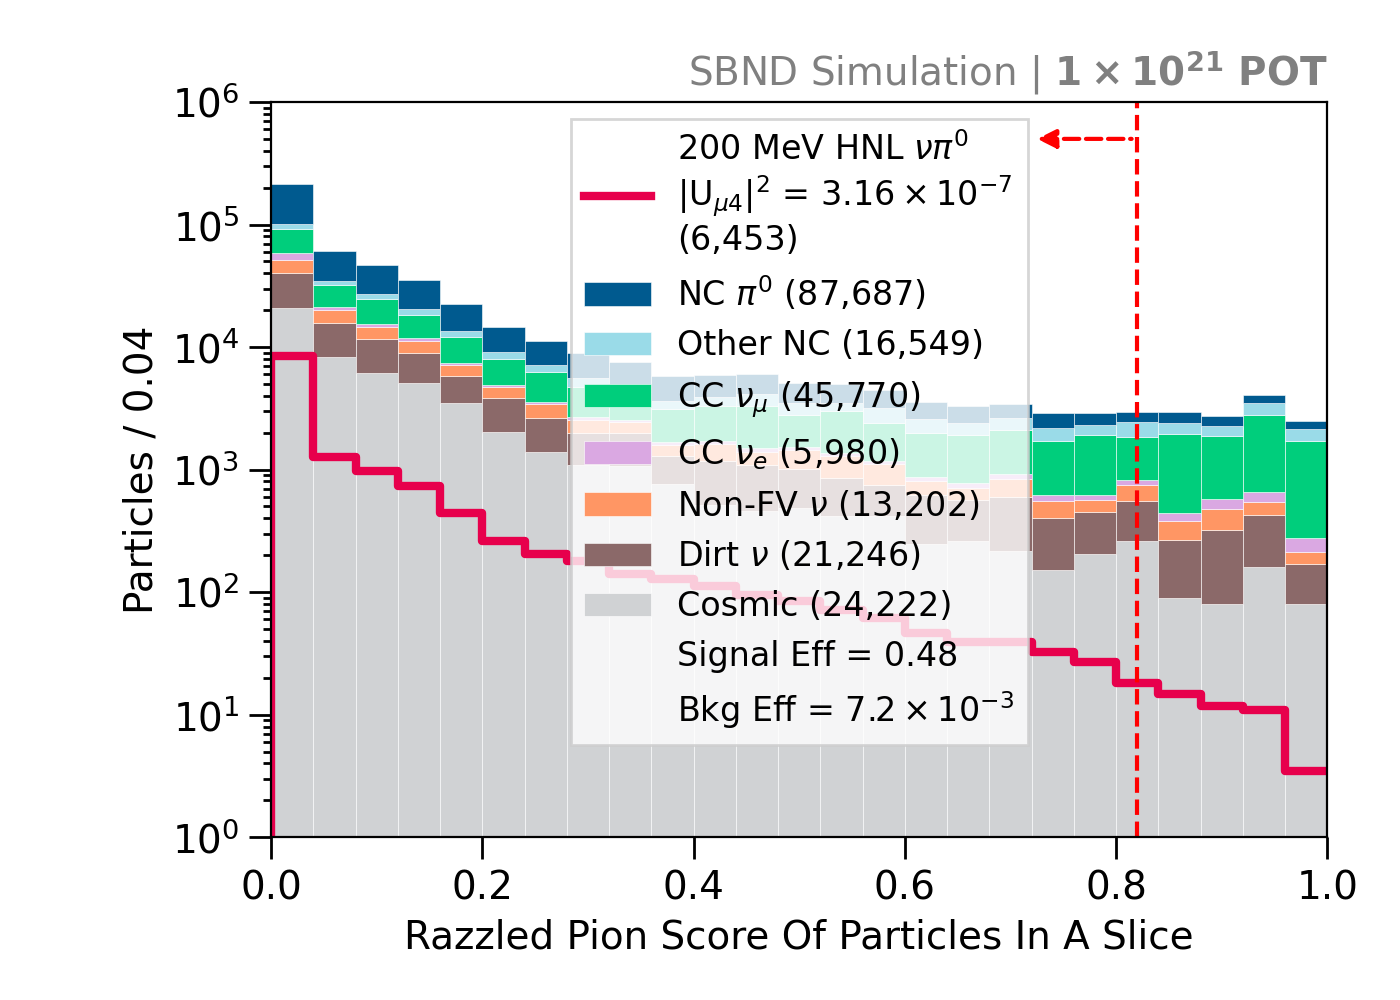 SBND Simulation | 1 × 10²¹ POT
10⁶
10⁵
10⁴
10³
10²
10¹
10⁰
Particles / 0.04
200 MeV HNL νπ⁰
|U_μ4|² = 3.16 × 10⁻⁷
(6,453)
NC π⁰ (87,687)
Other NC (16,549)
CC ν_μ (45,770)
CC ν_e (5,980)
Non-FV ν (13,202)
Dirt ν (21,246)
Cosmic (24,222)
Signal Eff = 0.48
Bkg Eff = 7.2 × 10⁻³
0.0 0.2 0.4 0.6 0.8 1.0
Razzled Pion Score Of Particles In A Slice